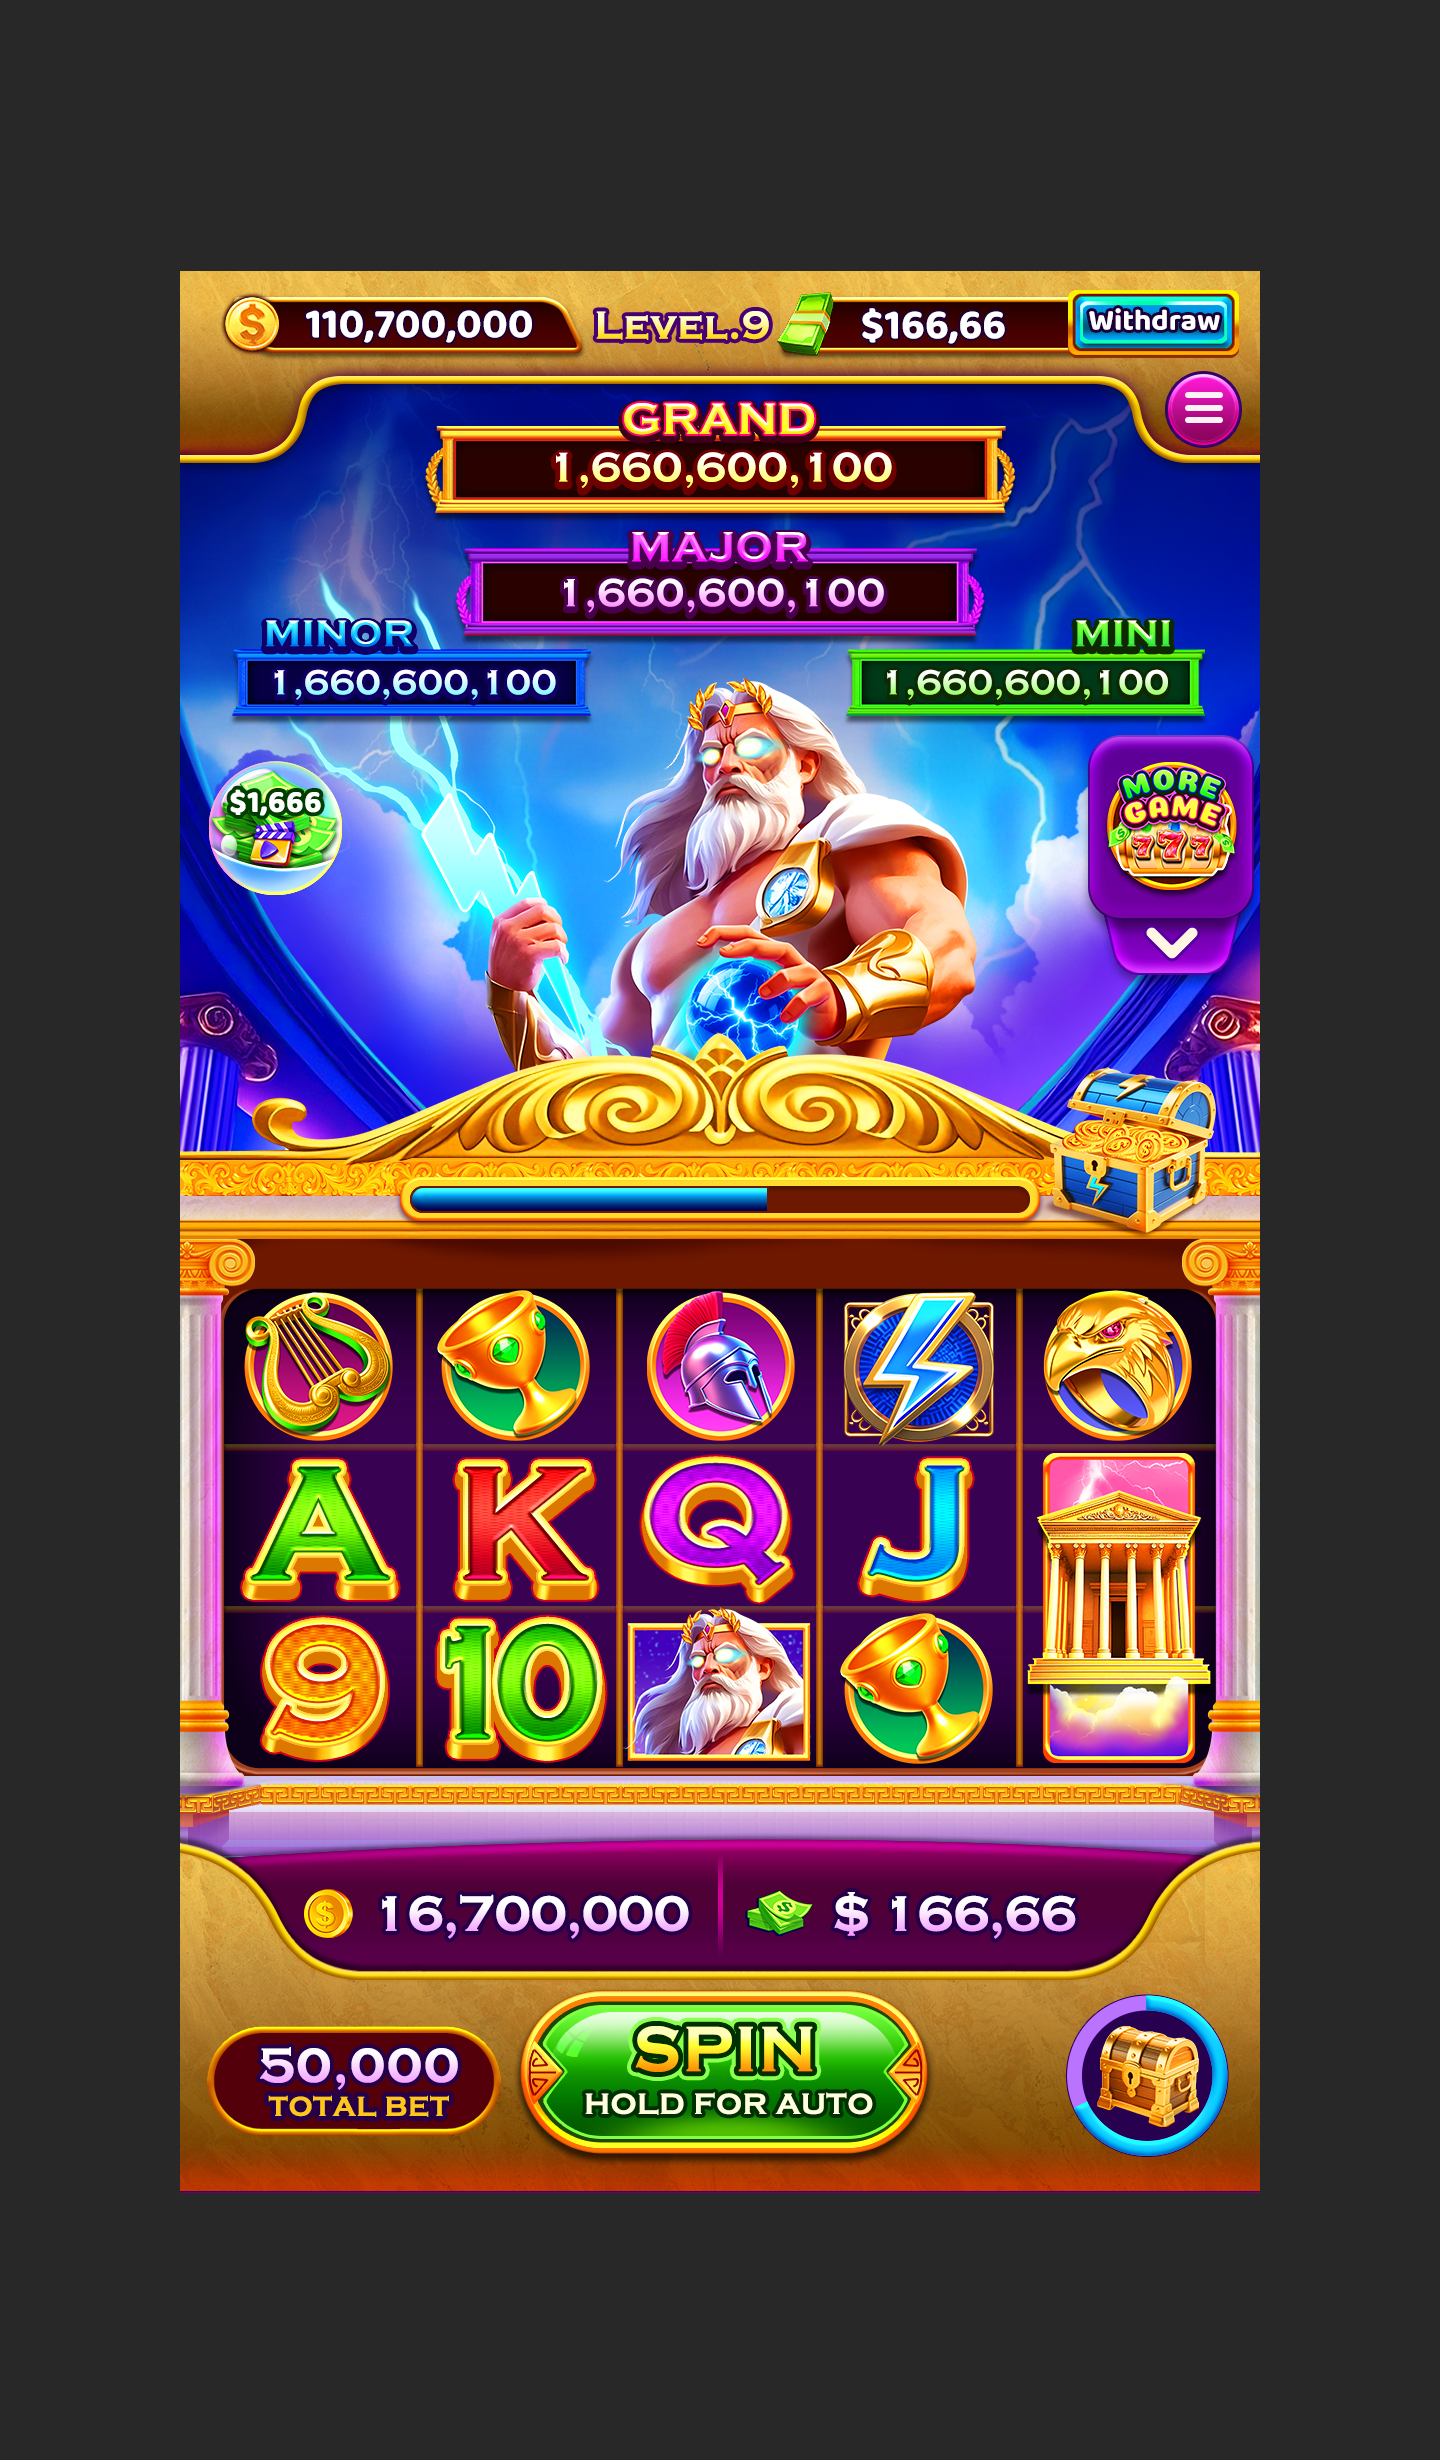 110,700,000
LEVEL.9
$166,66
Withdraw
GRAND
1,660,600,100
MAJOR
1,660,600,100
MINOR
1,660,600,100
MINI
1,660,600,100
$1,666
MORE
GAME
777
A K Q J
9 10
16,700,000
$ 166,66
50,000
TOTAL BET
SPIN
HOLD FOR AUTO